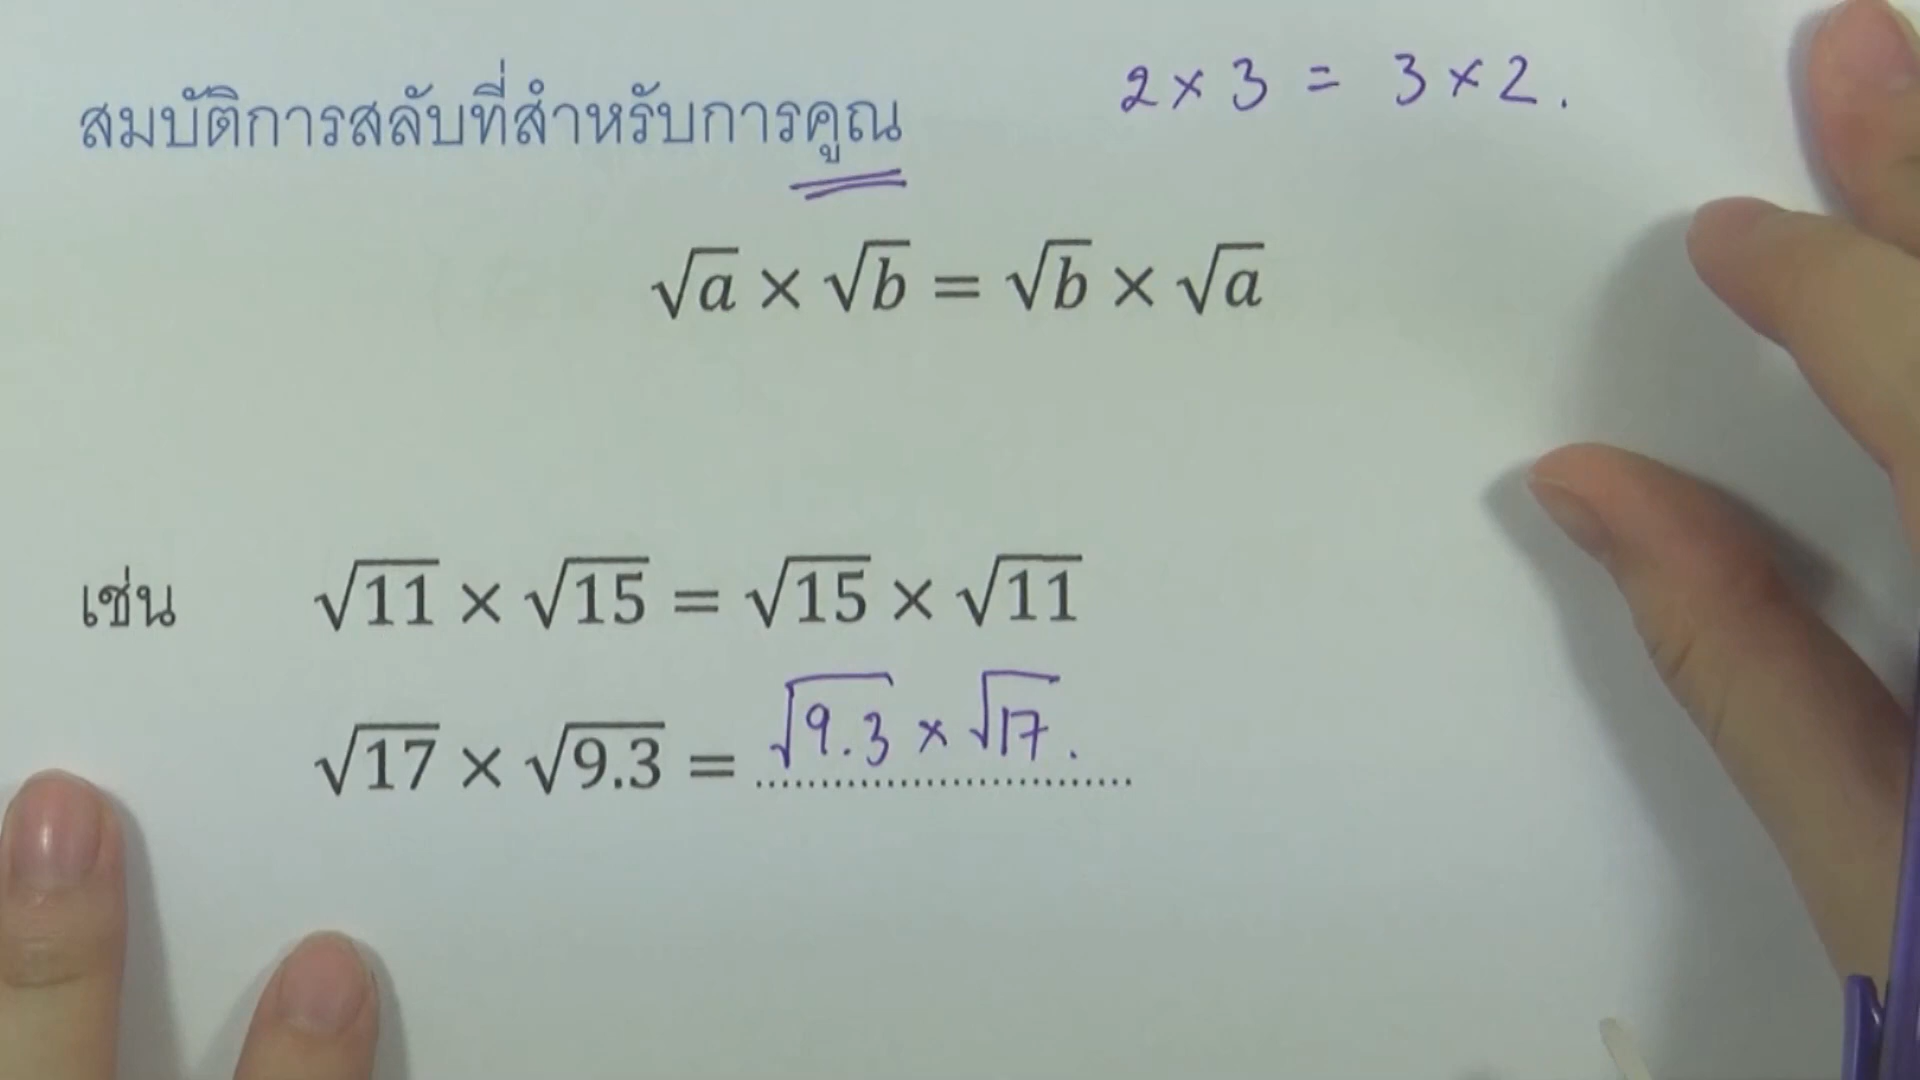 สมบัติการสลับที่สำหรับการคูณ 2 × 3 = 3 × 2.
√a × √b = √b × √a
เช่น √11 × √15 = √15 × √11
√17 × √9.3 = √9.3 × √17.